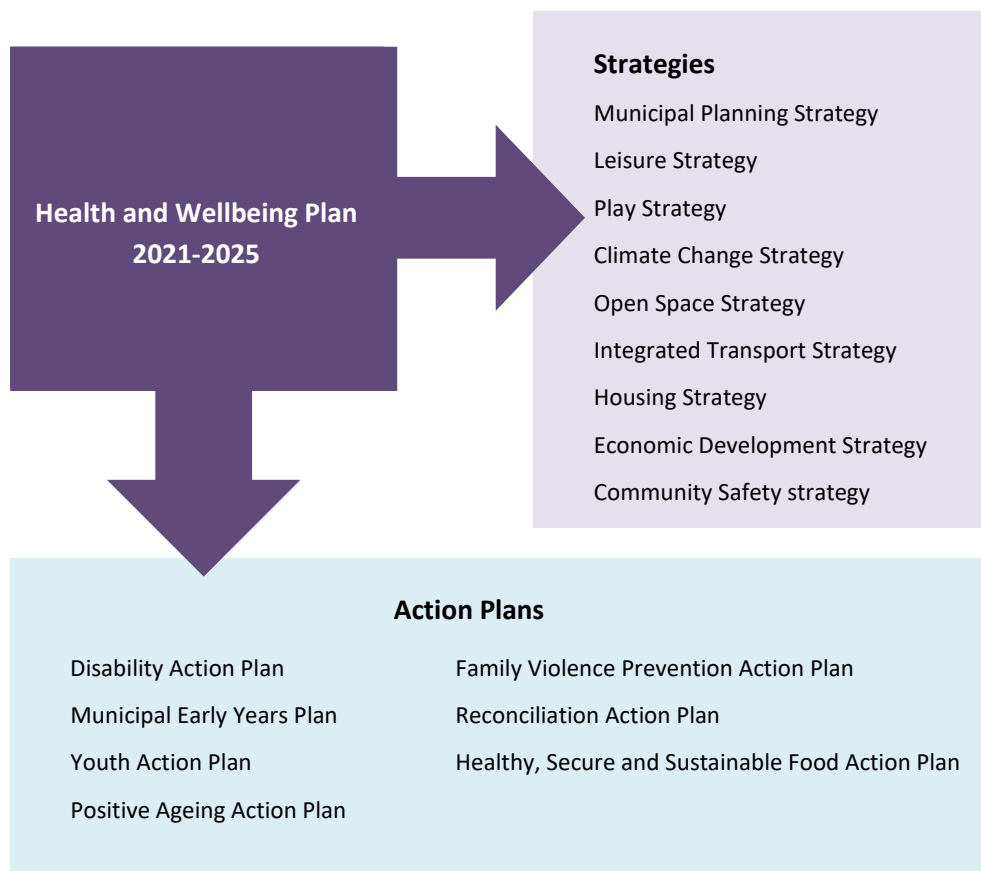 Health and Wellbeing Plan
2021-2025
Strategies
Municipal Planning Strategy
Leisure Strategy
Play Strategy
Climate Change Strategy
Open Space Strategy
Integrated Transport Strategy
Housing Strategy
Economic Development Strategy
Community Safety strategy
Action Plans
Disability Action Plan
Municipal Early Years Plan
Youth Action Plan
Positive Ageing Action Plan
Family Violence Prevention Action Plan
Reconciliation Action Plan
Healthy, Secure and Sustainable Food Action Plan